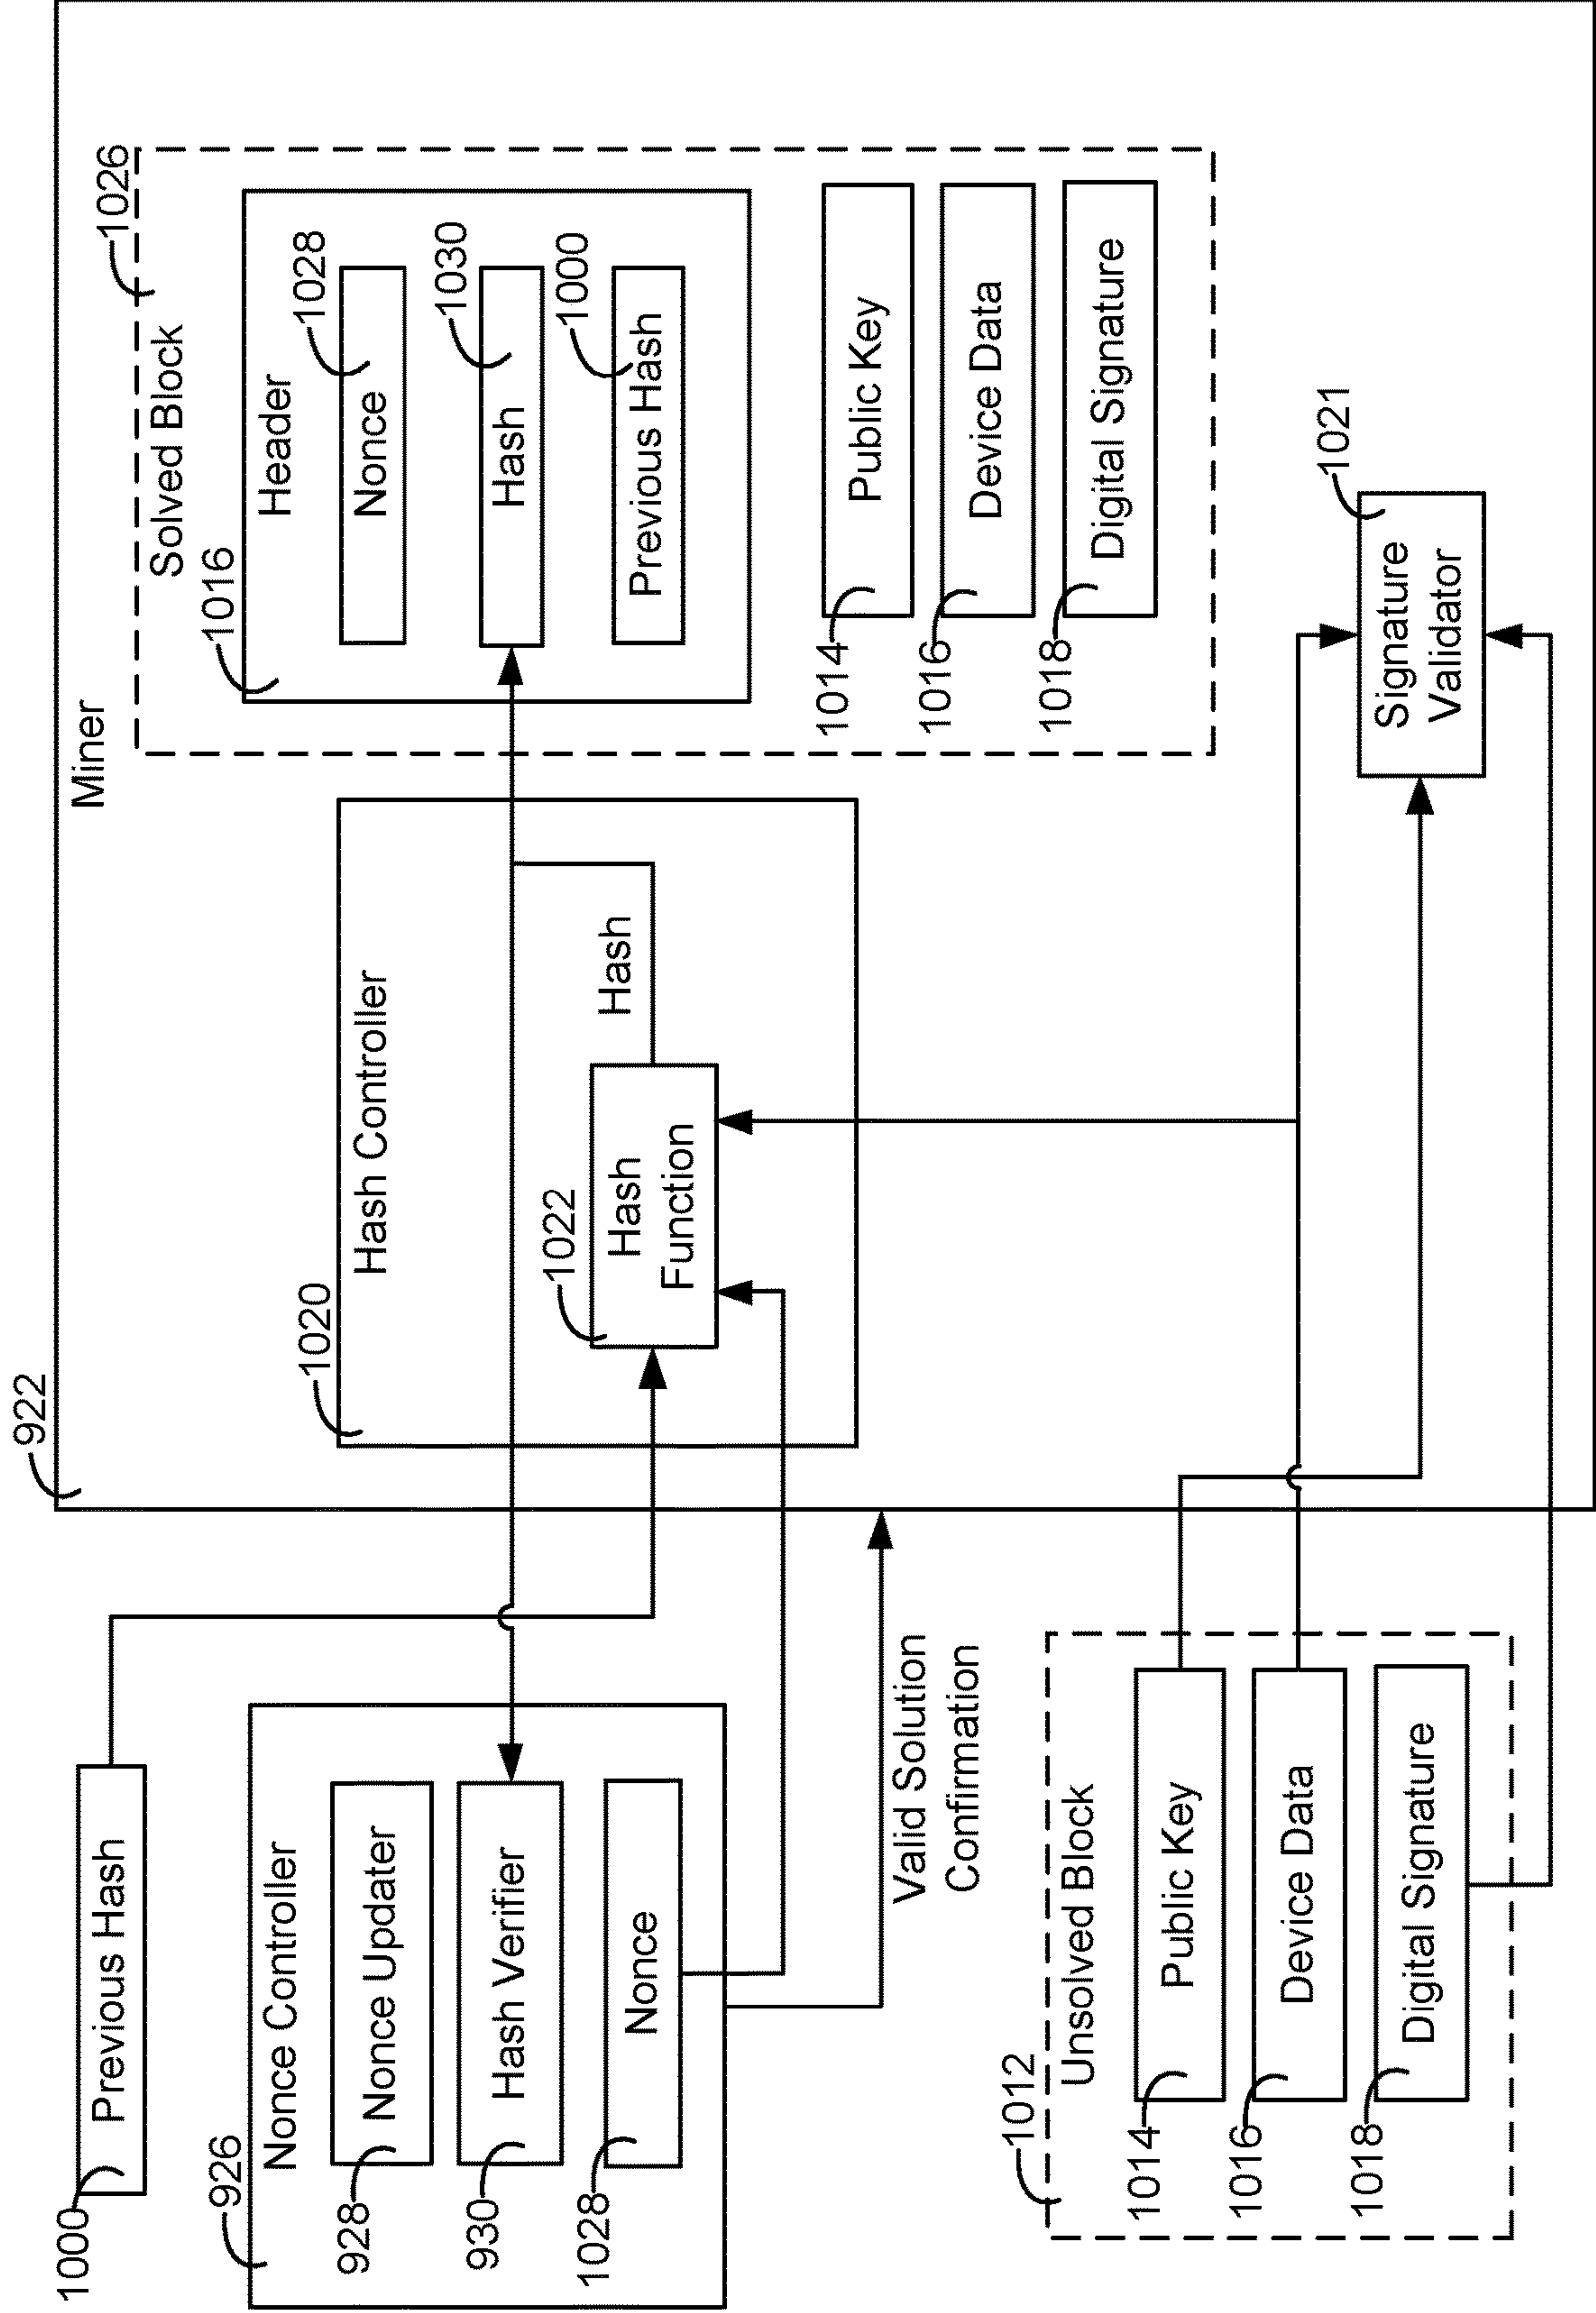 922
Miner
1000
Previous Hash
926
Nonce Controller
928
Nonce Updater
930
Hash Verifier
1028
Nonce
Valid Solution
Confirmation
1020
Hash Controller
1022
Hash
Function
Hash
1026
Solved Block
1016
Header
1028
Nonce
1030
Hash
1000
Previous Hash
1014
Public Key
1016
Device Data
1018
Digital Signature
1012
Unsolved Block
1014
Public Key
1016
Device Data
1018
Digital Signature
1021
Signature
Validator